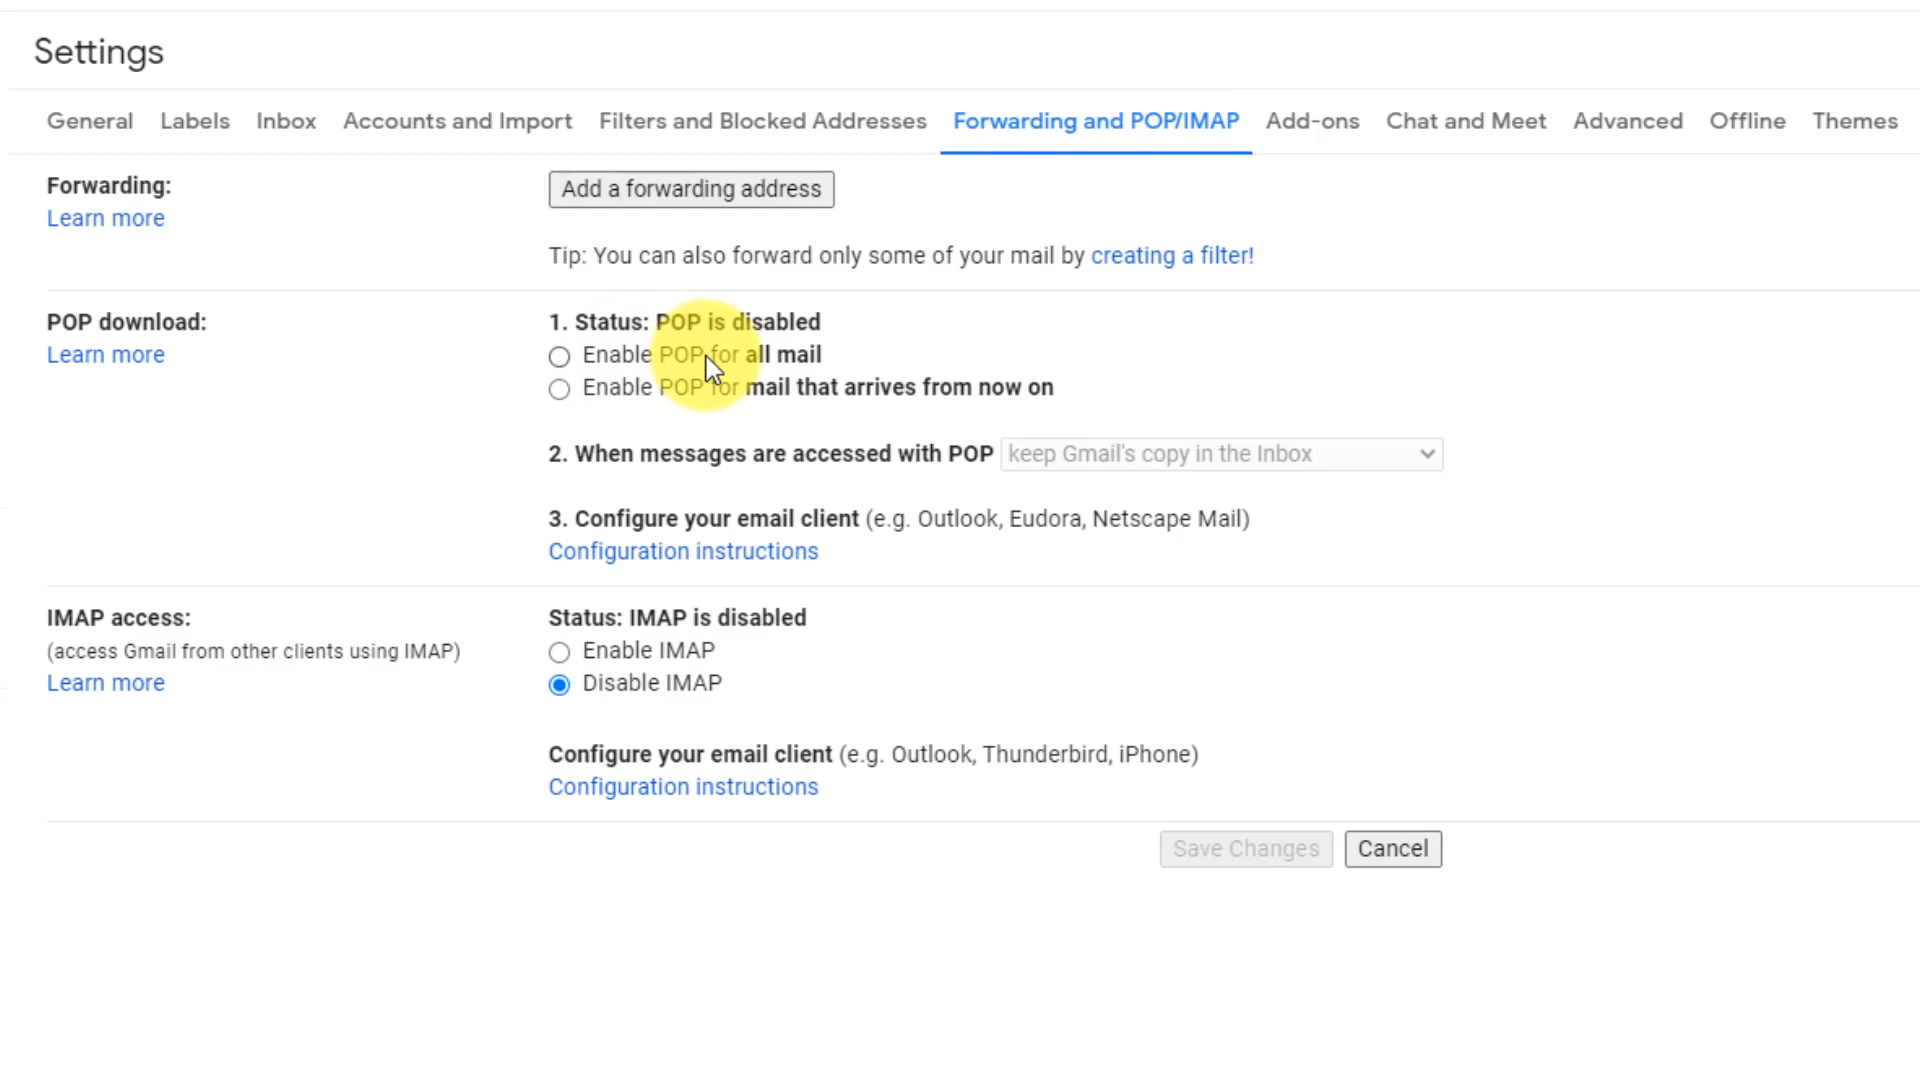 Settings
General Labels Inbox Accounts and Import Filters and Blocked Addresses Forwarding and POP/IMAP Add-ons Chat and Meet Advanced Offline Themes
Forwarding:
Learn more
Add a forwarding address
Tip: You can also forward only some of your mail by creating a filter!
POP download:
Learn more
1. Status: POP is disabled
Enable POP for all mail
Enable POP for mail that arrives from now on
2. When messages are accessed with POP keep Gmail's copy in the Inbox
3. Configure your email client (e.g. Outlook, Eudora, Netscape Mail)
Configuration instructions
IMAP access:
(access Gmail from other clients using IMAP)
Learn more
Status: IMAP is disabled
Enable IMAP
Disable IMAP
Configure your email client (e.g. Outlook, Thunderbird, iPhone)
Configuration instructions
Save Changes Cancel